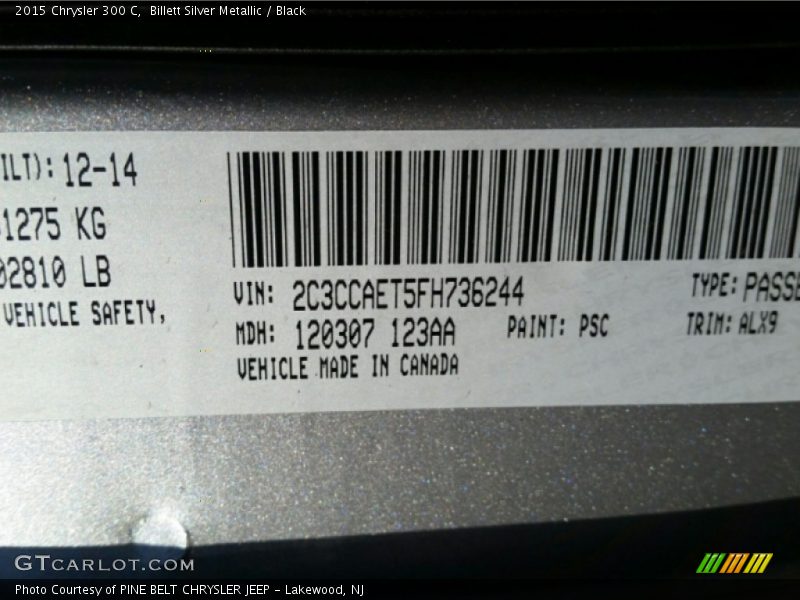 2015 Chrysler 300 C, Billett Silver Metallic / Black
ILT): 12-14
1275 KG
02810 LB
VEHICLE SAFETY,
VIN: 2C3CCAET5FH736244
TYPE: PASSE
MDH: 120307 123AA
PAINT: PSC
TRIM: ALX9
VEHICLE MADE IN CANADA
GTCARLOT.COM
Photo Courtesy of PINE BELT CHRYSLER JEEP - Lakewood, NJ